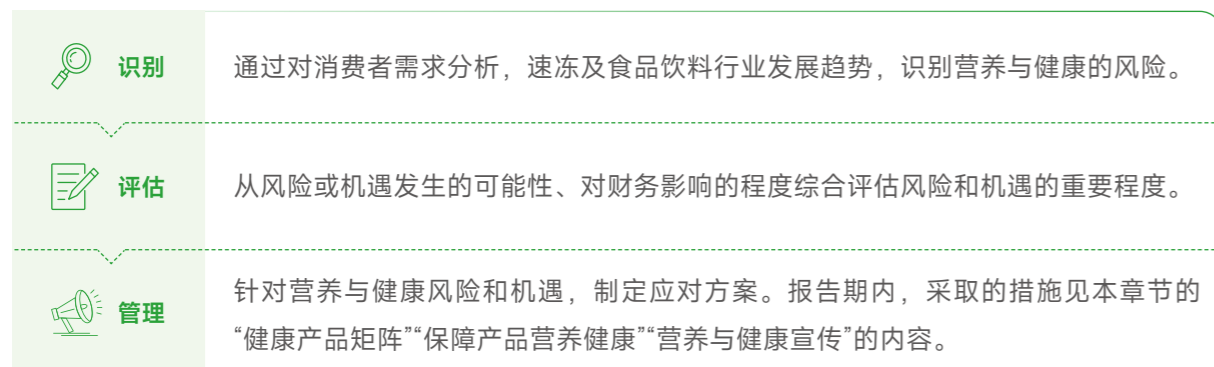 识别
通过对消费者需求分析，速冻及食品饮料行业发展趋势，识别营养与健康的风险。
评估
从风险或机遇发生的可能性、对财务影响的程度综合评估风险和机遇的重要程度。
管理
针对营养与健康风险和机遇，制定应对方案。报告期内，采取的措施见本章节的
“健康产品矩阵”“保障产品营养健康”“营养与健康宣传”的内容。